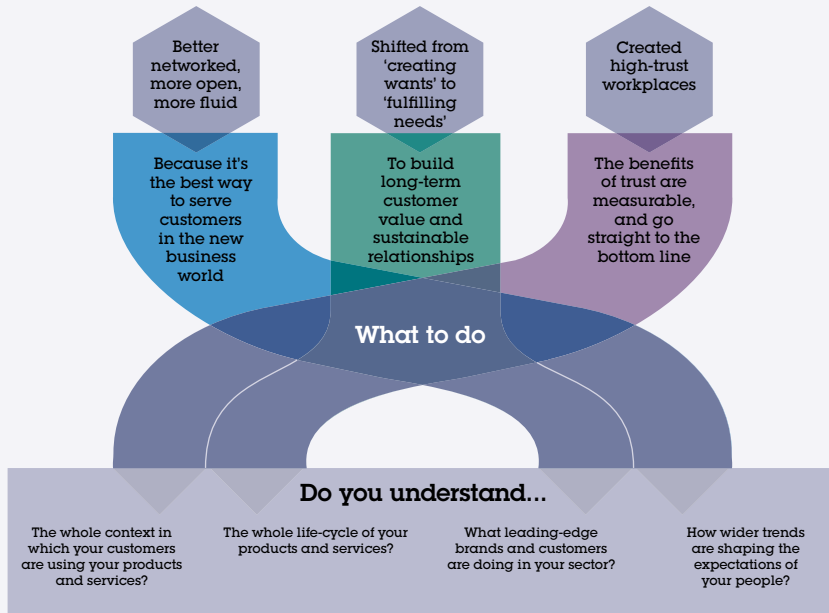 Better
networked,
more open,
more fluid
Shifted from
‘creating
wants’ to
‘fulfilling
needs’
Created
high-trust
workplaces
Because it's
the best way
to serve
customers
in the new
business
world
To build
long-term
customer
value and
sustainable
relationships
The benefits
of trust are
measurable,
and go
straight to the
bottom line
What to do
Do you understand...
The whole context in
which your customers
are using your products
and services?
The whole life-cycle of your
products and services?
What leading-edge
brands and customers
are doing in your sector?
How wider trends
are shaping the
expectations of
your people?